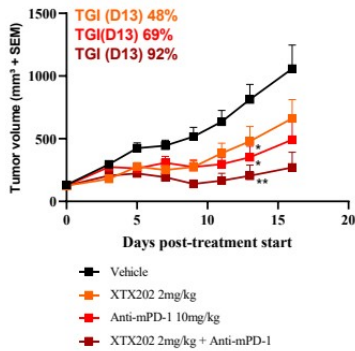 TGI (D13) 48%
TGI(D13) 69%
TGI (D13) 92%
Tumor volume (mm³ + SEM)
1500
1000
500
250
0
*
*
**
0
5
10
15
20
Days post-treatment start
Vehicle
XTX202 2mg/kg
Anti-mPD-1 10mg/kg
XTX202 2mg/kg + Anti-mPD-1